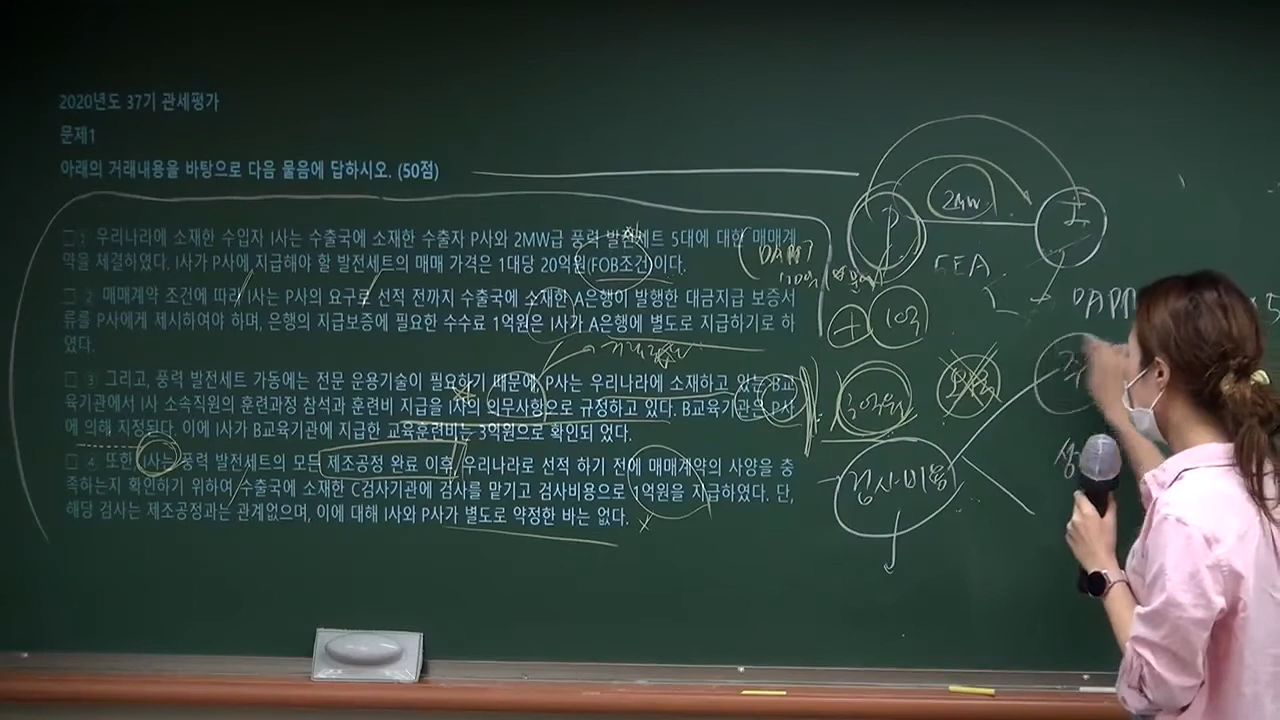 2020년도 37기 관세평가
문제1
아래의 거래내용을 바탕으로 다음 물음에 답하시오. (50점)
□ 1 우리나라에 소재한 수입자 I사는 수출국에 소재한 수출자 P사와 2MW급 풍력 발전세트 5대에 대한 매매계
약을 체결하였다. I사가 P사에 지급해야 할 발전세트의 매매 가격은 1대당 20억원(FOB조건)이다.
□ 2 매매계약 조건에 따라 I사는 P사의 요구로 선적 전까지 수출국에 소재한 A은행이 발행한 대금지급 보증서
류를 P사에게 제시하여야 하며, 은행의 지급보증에 필요한 수수료 1억원은 I사가 A은행에 별도로 지급하기로 하
였다.
□ 3 그리고, 풍력 발전세트 가동에는 전문 운용기술이 필요하기 때문에, P사는 우리나라에 소재하고 있는 B교
육기관에서 I사 소속직원의 훈련과정 참석과 훈련비 지급을 I사의 의무사항으로 규정하고 있다. B교육기관은 P사
에 의해 지정된다. 이에 I사가 B교육기관에 지급한 교육훈련비는 3억원으로 확인되 었다.
□ 4 또한 I사는 풍력 발전세트의 모든 제조공정 완료 이후 우리나라로 선적 하기 전에 매매계약의 사양을 충
족하는지 확인하기 위하여 수출국에 소재한 C검사기관에 검사를 맡기고 검사비용으로 1억원을 지급하였다. 단,
해당 검사는 제조공정과는 관계없으며, 이에 대해 I사와 P사가 별도로 약정한 바는 없다.
P
2MW
I
5EA
DAPP
+
검사비용